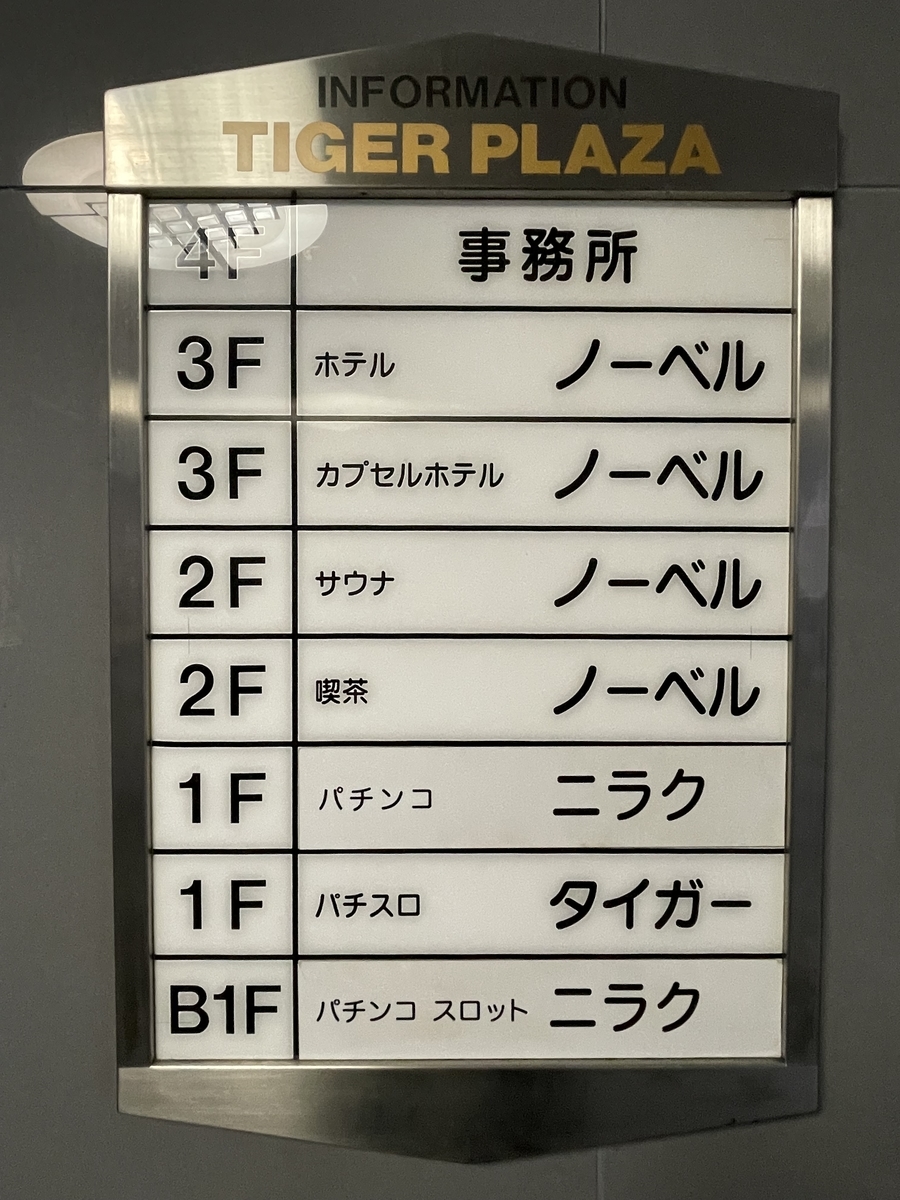 INFORMATION
TIGER PLAZA
4F 事務所
3F ホテル ノーベル
3F カプセルホテル ノーベル
2F サウナ ノーベル
2F 喫茶 ノーベル
1F パチンコ ニラク
1F パチスロ タイガー
B1F パチンコ スロット ニラク